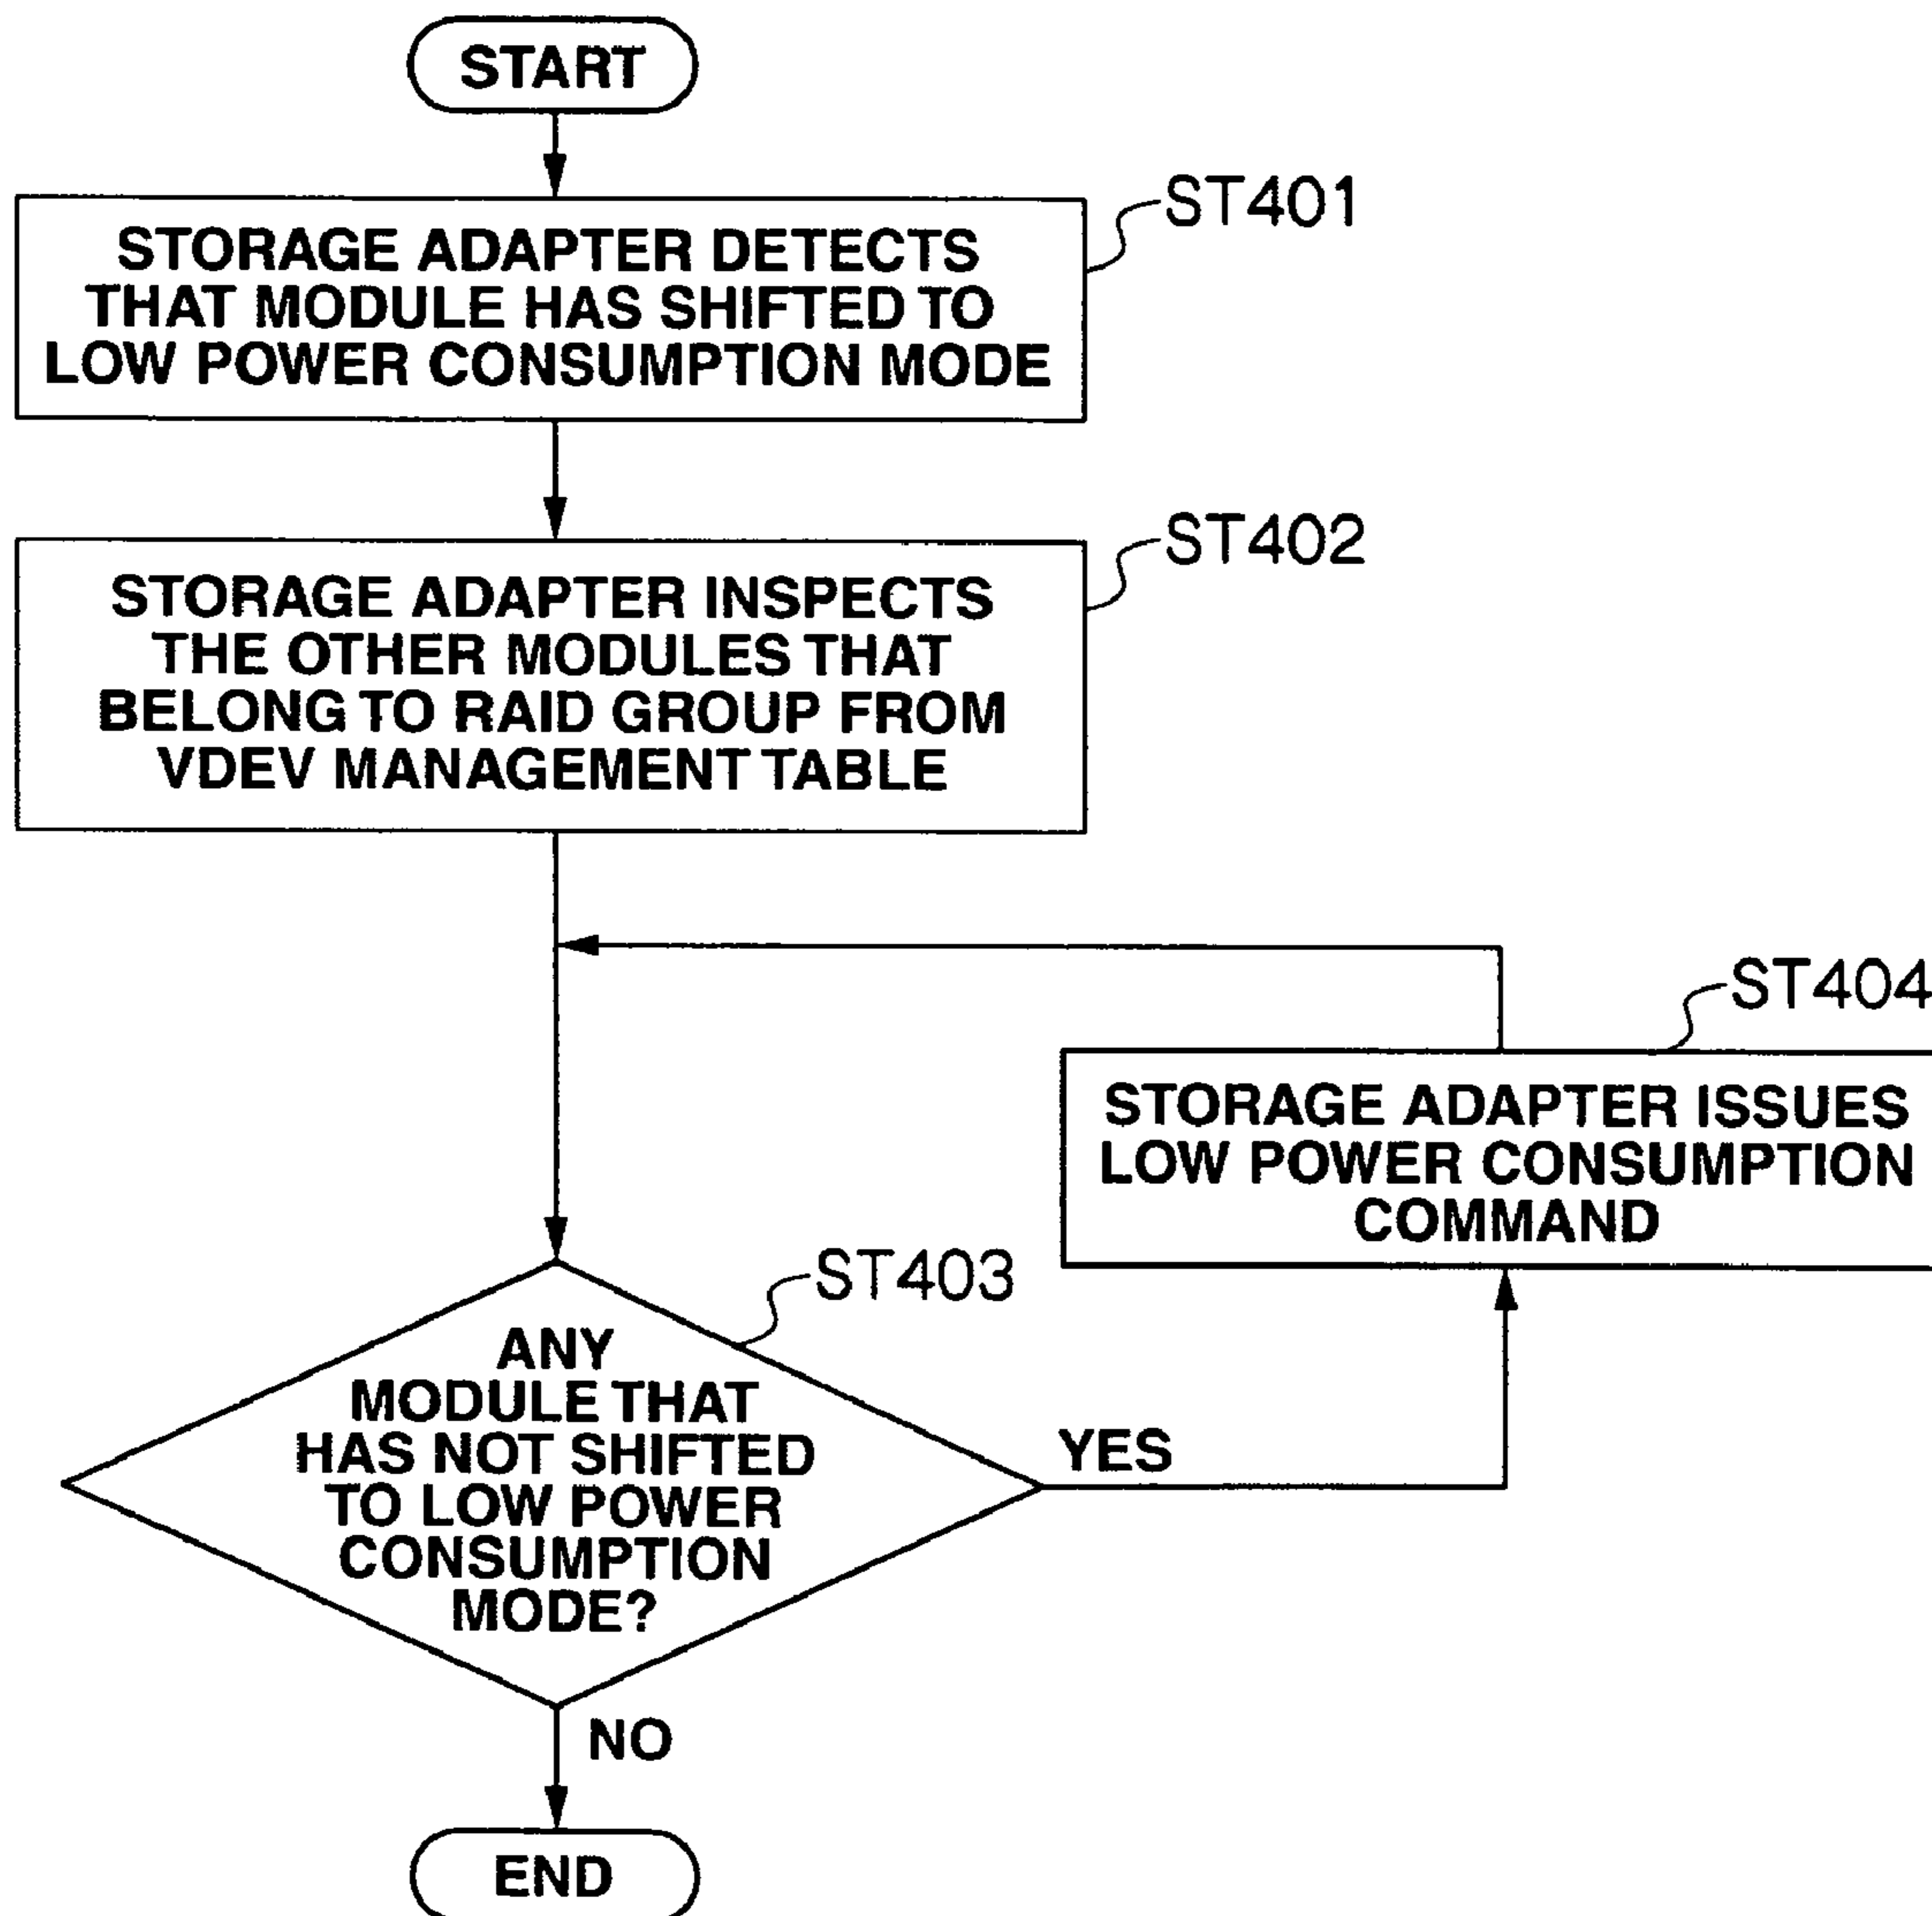 START
ST401
STORAGE ADAPTER DETECTS
THAT MODULE HAS SHIFTED TO
LOW POWER CONSUMPTION MODE
ST402
STORAGE ADAPTER INSPECTS
THE OTHER MODULES THAT
BELONG TO RAID GROUP FROM
VDEV MANAGEMENT TABLE
ST404
STORAGE ADAPTER ISSUES
LOW POWER CONSUMPTION
COMMAND
ST403
ANY
MODULE THAT
HAS NOT SHIFTED
TO LOW POWER
CONSUMPTION
MODE?
YES
NO
END